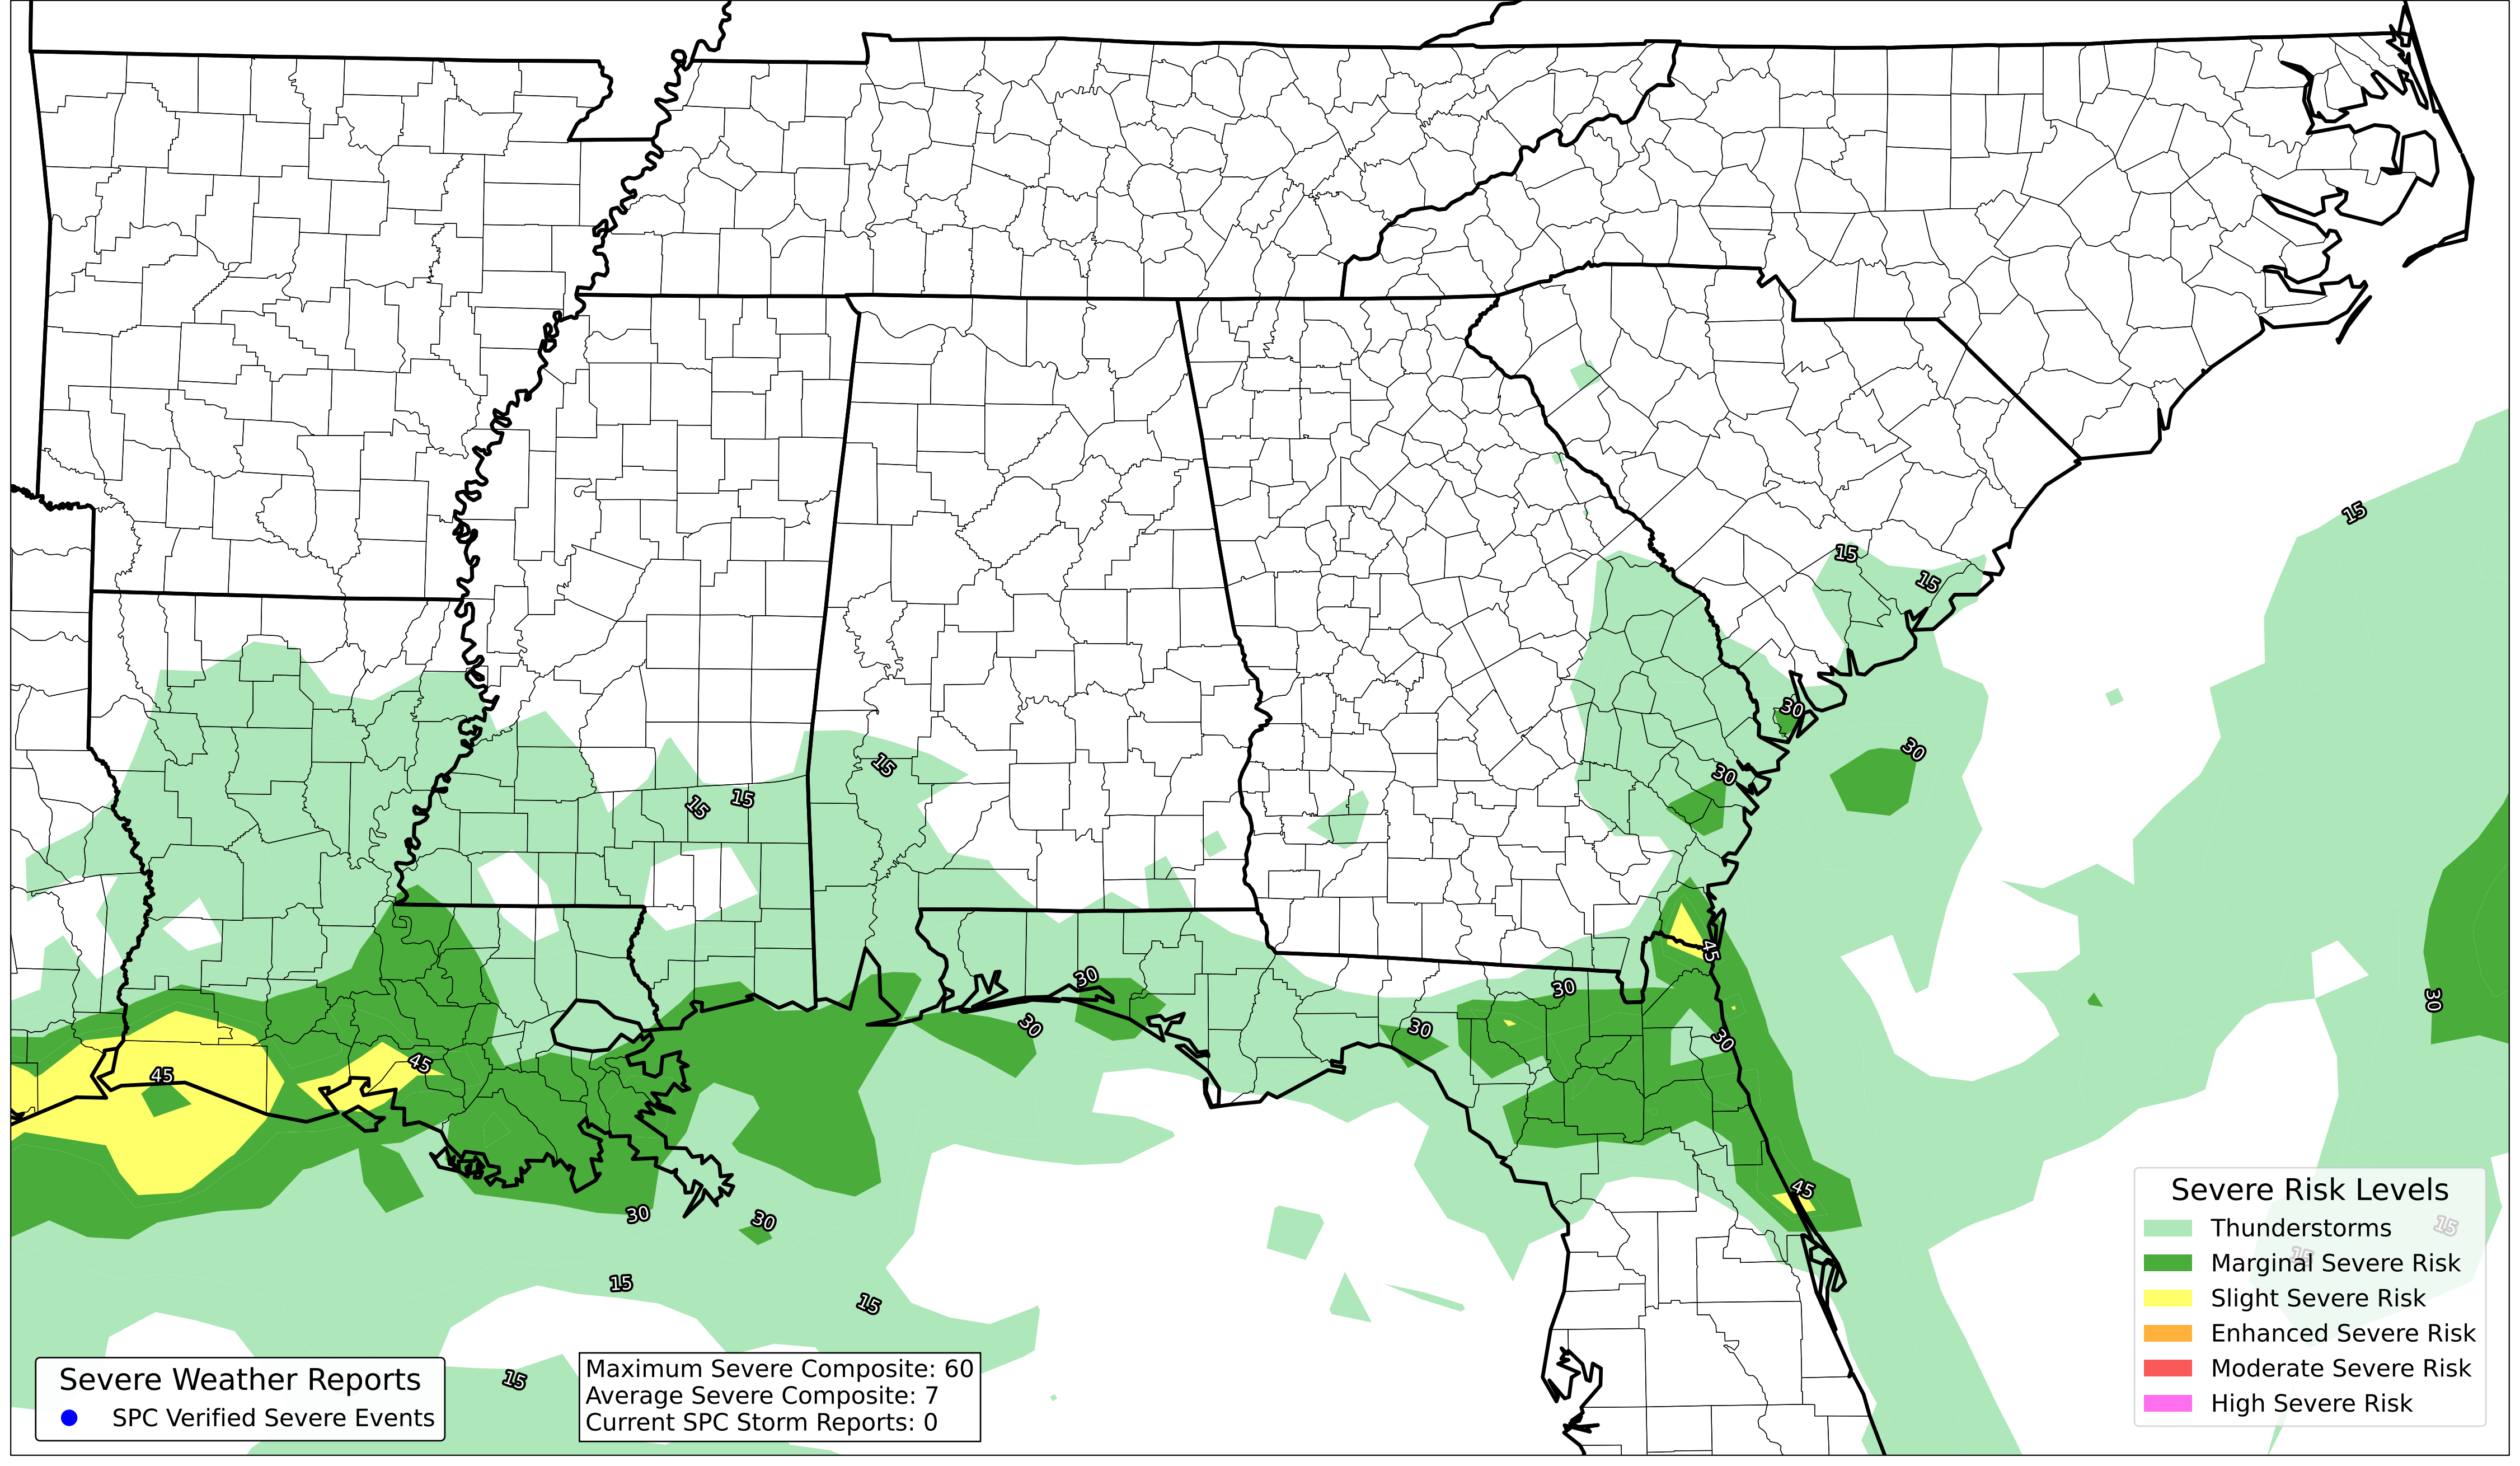 15
15
15
30
30
15
15
15
30
45
30
30
30
30
30
30
45
45
45
30
30
15
15
15
Severe Risk Levels
Thunderstorms
15
15
Marginal Severe Risk
Slight Severe Risk
Enhanced Severe Risk
Moderate Severe Risk
High Severe Risk
Severe Weather Reports
SPC Verified Severe Events
Maximum Severe Composite: 60
Average Severe Composite: 7
Current SPC Storm Reports: 0